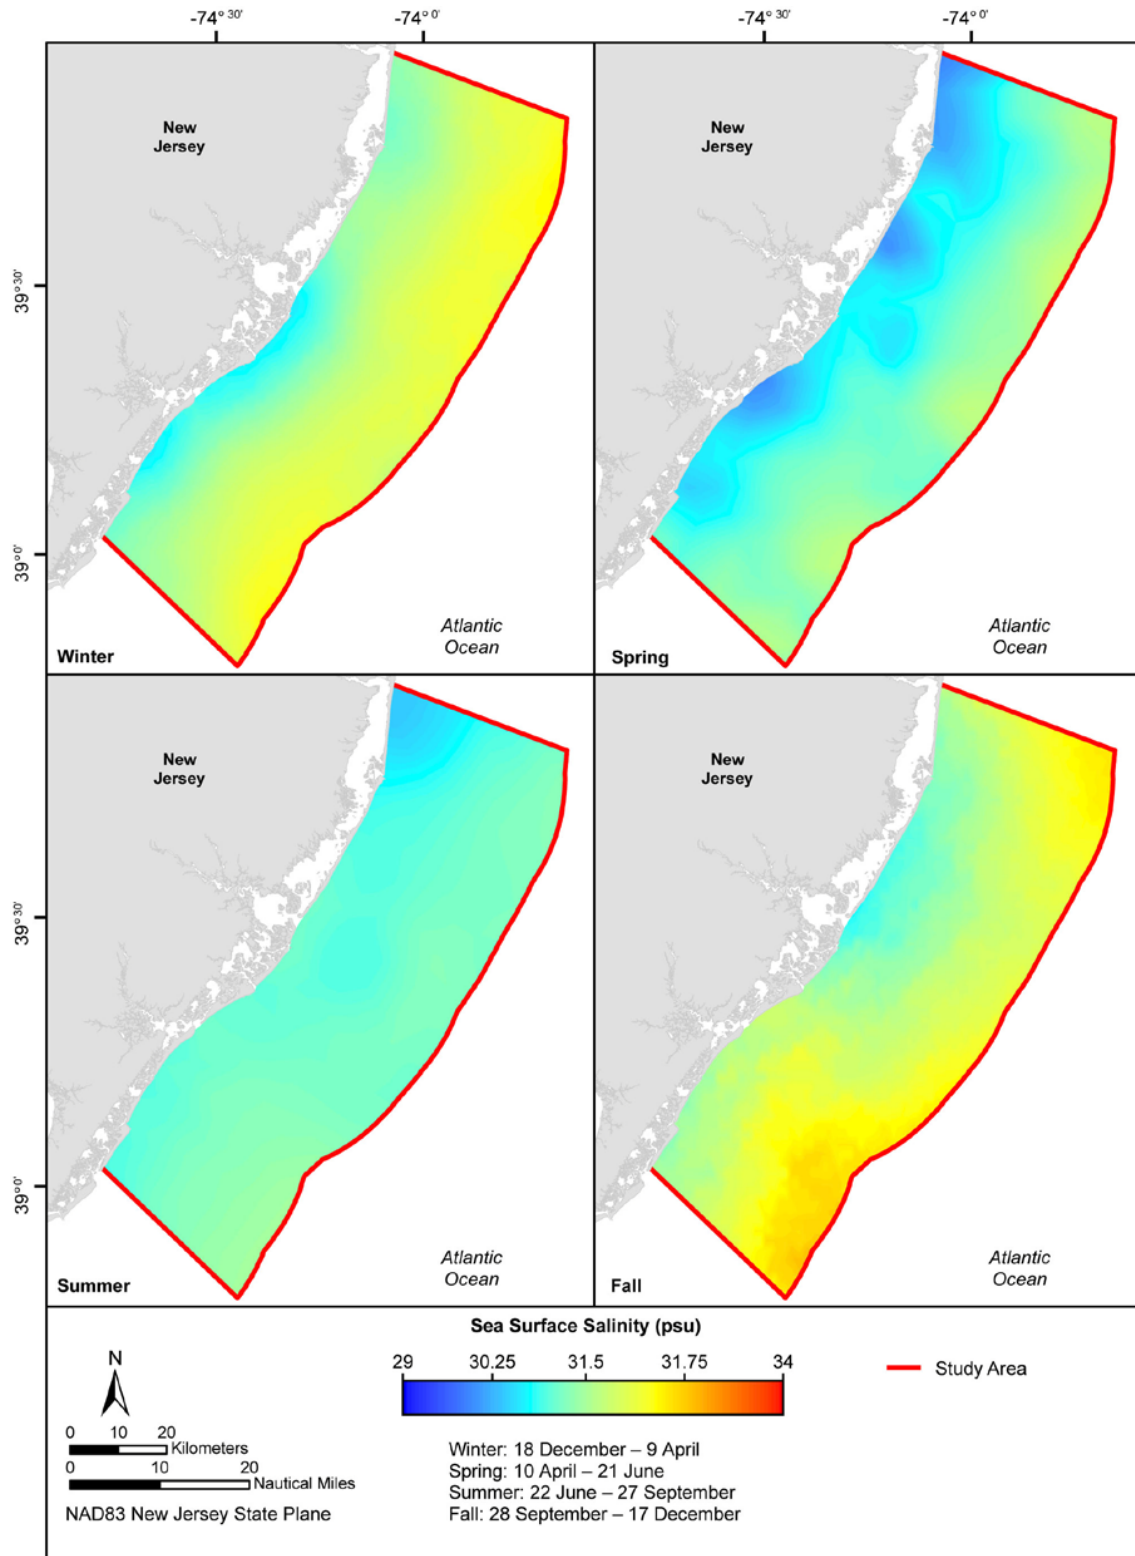 -74° 30'
-74° 0'
-74° 30'
-74° 0'
New
Jersey
New
Jersey
39° 30'
39° 0'
Atlantic
Ocean
Atlantic
Ocean
Winter
Spring
New
Jersey
New
Jersey
39° 30'
39° 0'
Atlantic
Ocean
Atlantic
Ocean
Summer
Fall
Sea Surface Salinity (psu)
29
30.25
31.5
31.75
34
Study Area
N
0 10 20
Kilometers
0 10 20
Nautical Miles
NAD83 New Jersey State Plane
Winter: 18 December – 9 April
Spring: 10 April – 21 June
Summer: 22 June – 27 September
Fall: 28 September – 17 December